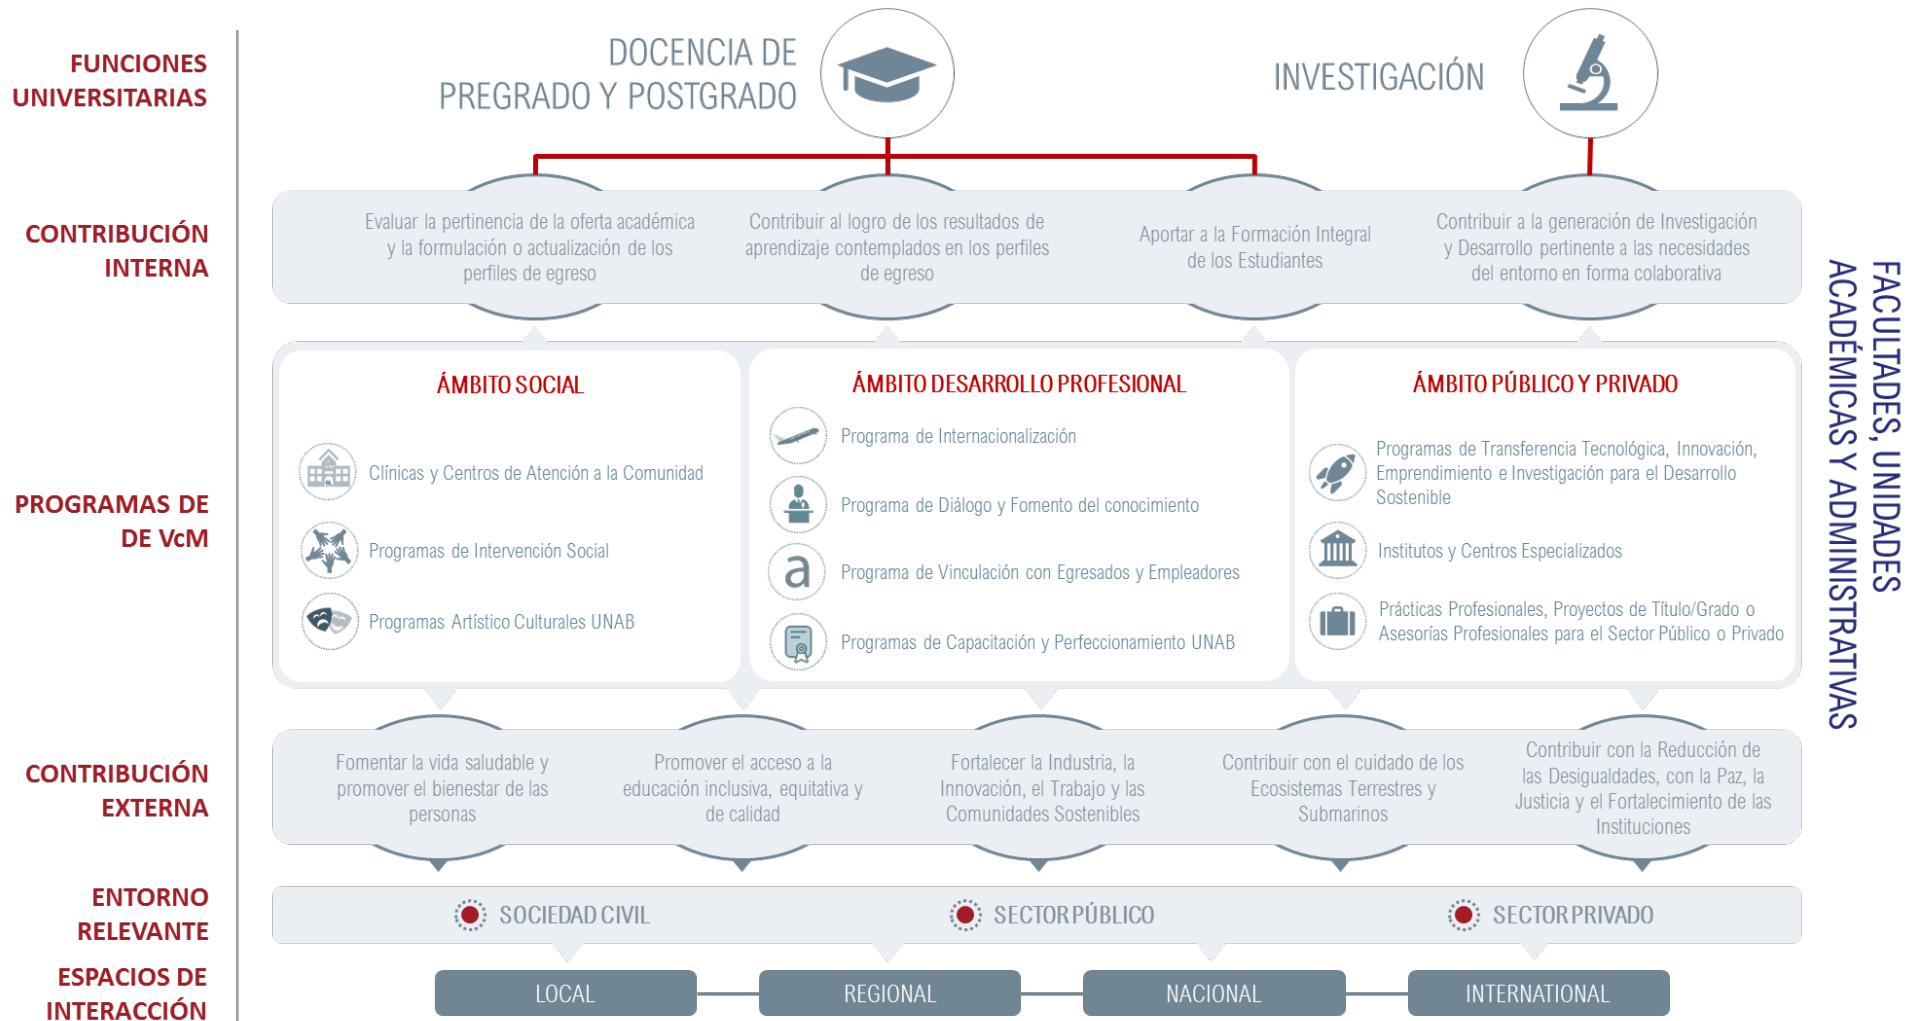 FUNCIONES
UNIVERSITARIAS
DOCENCIA DE
PREGRADO Y POSTGRADO
INVESTIGACIÓN
CONTRIBUCIÓN
INTERNA
Evaluar la pertinencia de la oferta académica
y la formulación o actualización de los
perfiles de egreso
Contribuir al logro de los resultados de
aprendizaje contemplados en los perfiles
de egreso
Aportar a la Formación Integral
de los Estudiantes
Contribuir a la generación de Investigación
y Desarrollo pertinente a las necesidades
del entorno en forma colaborativa
PROGRAMAS DE
DE VcM
ÁMBITO SOCIAL
Clínicas y Centros de Atención a la Comunidad
Programas de Intervención Social
Programas Artístico Culturales UNAB
ÁMBITO DESARROLLO PROFESIONAL
Programa de Internacionalización
Programa de Diálogo y Fomento del conocimiento
a
Programa de Vinculación con Egresados y Empleadores
Programas de Capacitación y Perfeccionamiento UNAB
ÁMBITO PÚBLICO Y PRIVADO
Programas de Transferencia Tecnológica, Innovación,
Emprendimiento e Investigación para el Desarrollo
Sostenible
Institutos y Centros Especializados
Prácticas Profesionales, Proyectos de Título/Grado o
Asesorías Profesionales para el Sector Público o Privado
CONTRIBUCIÓN
EXTERNA
Fomentar la vida saludable y
promover el bienestar de las
personas
Promover el acceso a la
educación inclusiva, equitativa y
de calidad
Fortalecer la Industria, la
Innovación, el Trabajo y las
Comunidades Sostenibles
Contribuir con el cuidado de los
Ecosistemas Terrestres y
Submarinos
Contribuir con la Reducción de
las Desigualdades, con la Paz, la
Justicia y el Fortalecimiento de las
Instituciones
ENTORNO
RELEVANTE
SOCIEDAD CIVIL
SECTOR PÚBLICO
SECTOR PRIVADO
ESPACIOS DE
INTERACCIÓN
LOCAL
REGIONAL
NACIONAL
INTERNATIONAL
FACULTADES, UNIDADES
ACADÉMICAS Y ADMINISTRATIVAS